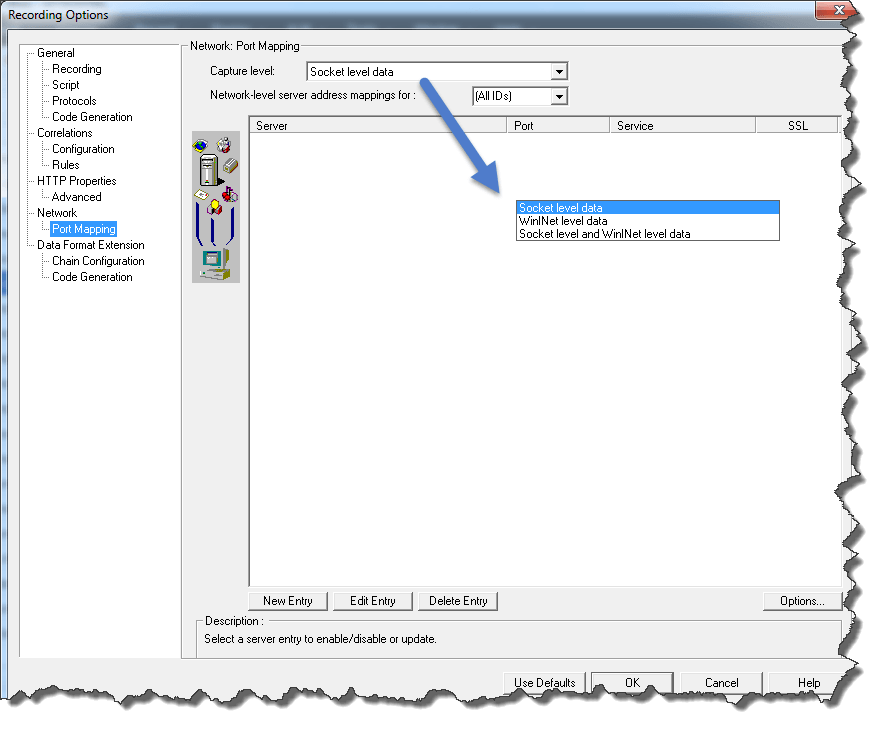 Recording Options
General
Recording
Script
Protocols
Code Generation
Correlations
Configuration
Rules
HTTP Properties
Advanced
Network
Port Mapping
Data Format Extension
Chain Configuration
Code Generation
Network: Port Mapping
Capture level: Socket level data
Network-level server address mappings for : (All IDs)
Server Port Service SSL
Socket level data
WinINet level data
Socket level and WinINet level data
New Entry Edit Entry Delete Entry Options...
Description :
Select a server entry to enable/disable or update.
Use Defaults OK Cancel Help